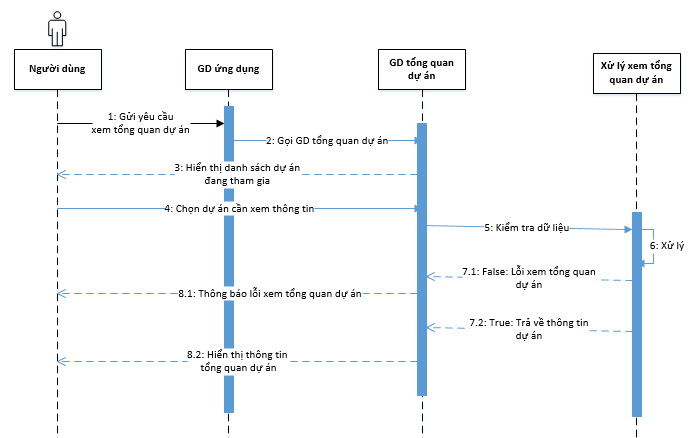 Người dùng
GD ứng dụng
GD tổng quan
dự án
Xử lý xem tổng
quan dự án
1: Gửi yêu cầu
xem tổng quan dự án
2: Gọi GD tổng quan dự án
3: Hiển thị danh sách dự án
đang tham gia
4: Chọn dự án cần xem thông tin
5: Kiểm tra dữ liệu
6: Xử lý
7.1: False: Lỗi xem tổng quan
dự án
8.1: Thông báo lỗi xem tổng quan dự án
7.2: True: Trả về thông tin
dự án
8.2: Hiển thị thông tin
tổng quan dự án